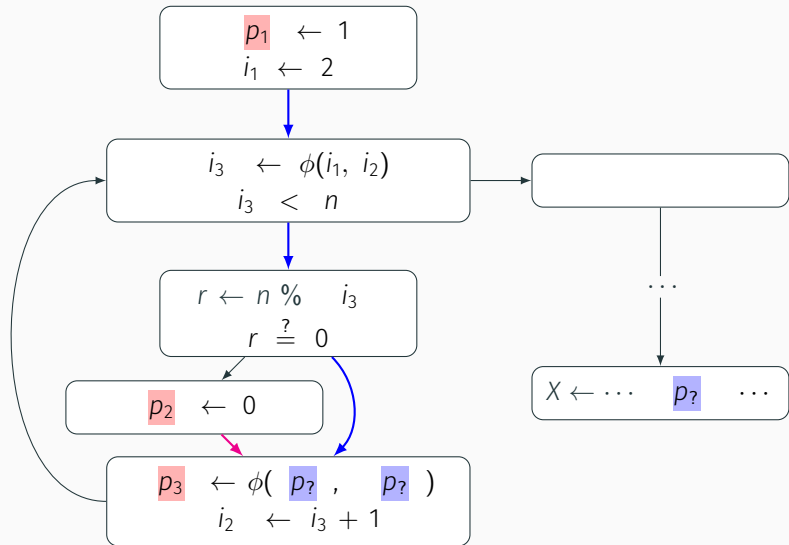 p₁ ← 1
i₁ ← 2
i₃ ← ϕ(i₁, i₂)
i₃ < n
r ← n % i₃
r ≟ 0
p₂ ← 0
p₃ ← ϕ( p? , p? )
i₂ ← i₃ + 1
⋯
X ← ⋯ p? ⋯